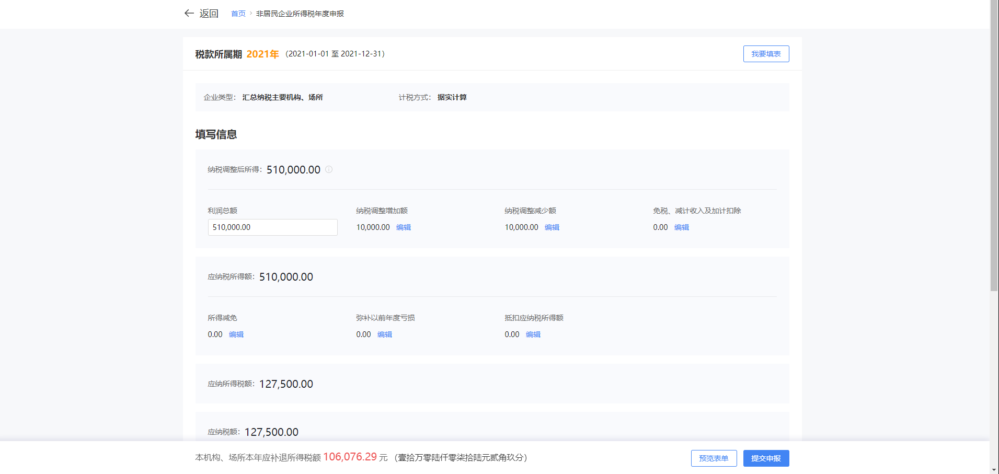 返回 首页 > 非居民企业所得税年度申报
税款所属期 2021年 (2021-01-01 至 2021-12-31) 我要填表
企业类型： 汇总纳税主要机构、场所 计税方式： 据实计算
填写信息
纳税调整后所得： 510,000.00
利润总额 纳税调整增加额 纳税调整减少额 免税、减计收入及加计扣除
510,000.00 10,000.00 编辑 10,000.00 编辑 0.00 编辑
应纳税所得额： 510,000.00
所得减免 弥补以前年度亏损 抵扣应纳税所得额
0.00 编辑 0.00 编辑 0.00 编辑
应纳所得税额： 127,500.00
应纳税额： 127,500.00
本机构、场所本年应补退所得税额 106,076.29 元 (壹拾万零陆仟零柒拾陆元贰角玖分) 预览表单 提交申报